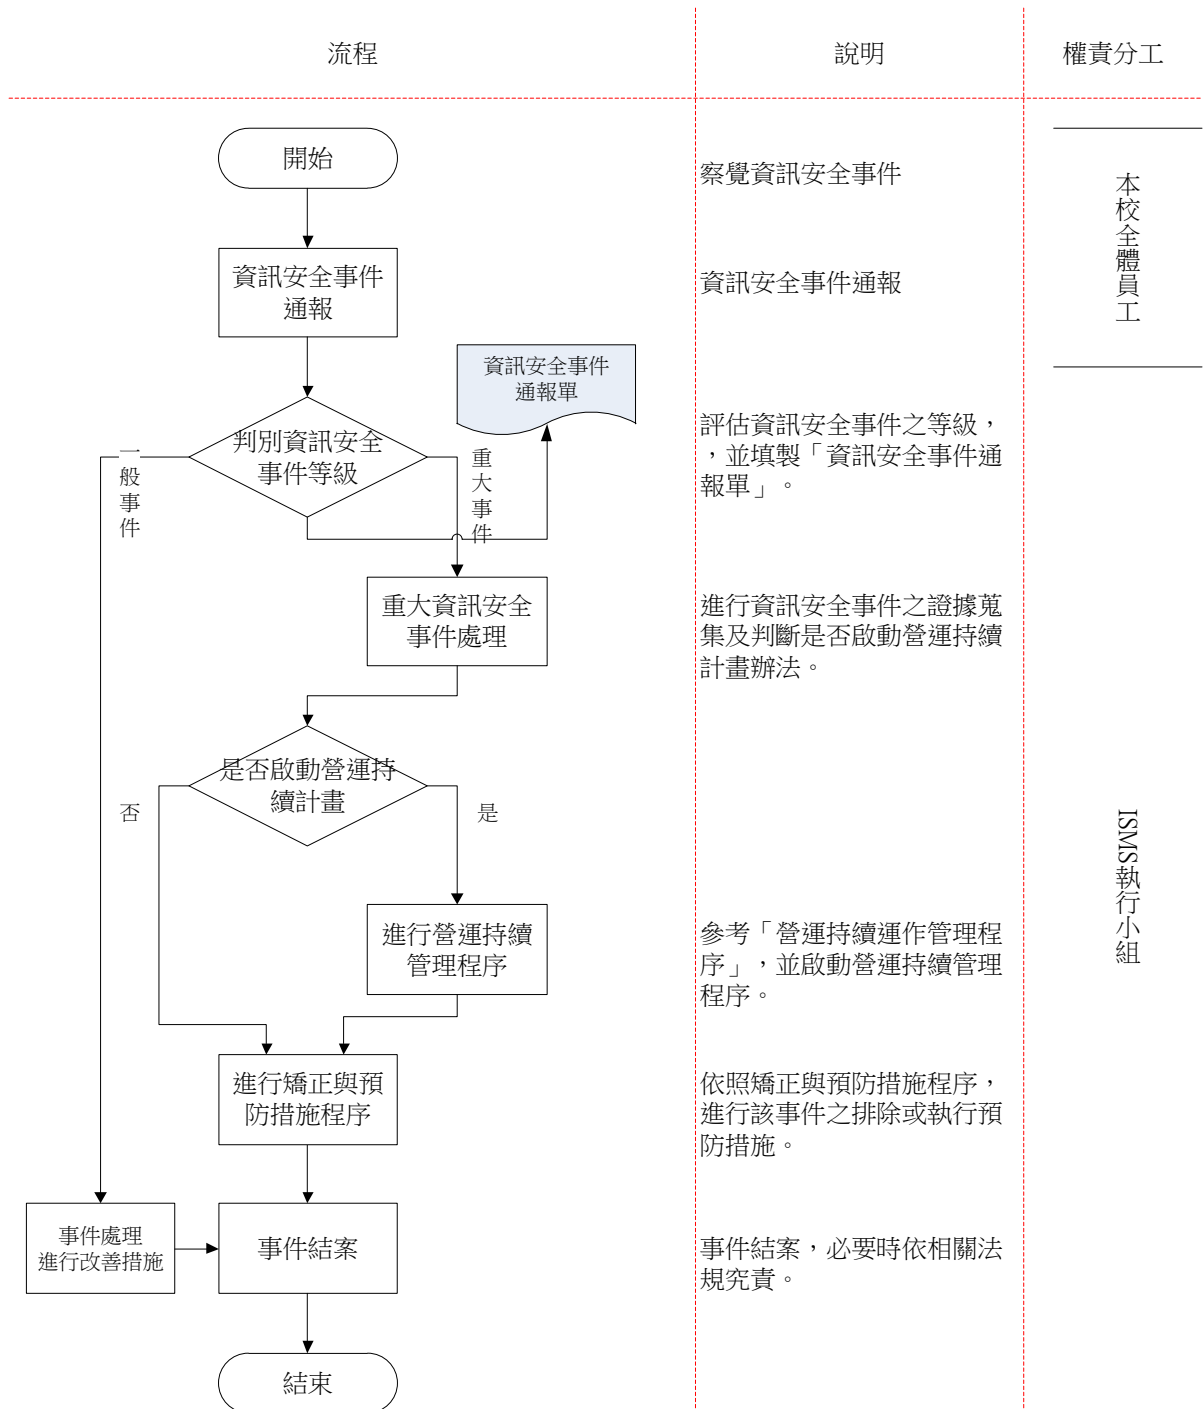 流程
說明
權責分工
開始
察覺資訊安全事件
本校全體員工
資訊安全事件
通報
資訊安全事件通報
資訊安全事件
通報單
判別資訊安全
事件等級
一般事件
重大事件
評估資訊安全事件之等級，
，並填製「資訊安全事件通
報單」。
重大資訊安全
事件處理
進行資訊安全事件之證據蒐
集及判斷是否啟動營運持續
計畫辦法。
是否啟動營運持
續計畫
否
是
ISMS執行小組
進行營運持續
管理程序
參考「營運持續運作管理程
序」，並啟動營運持續管理
程序。
進行矯正與預
防措施程序
依照矯正與預防措施程序，
進行該事件之排除或執行預
防措施。
事件處理
進行改善措施
事件結案
事件結案，必要時依相關法
規究責。
結束